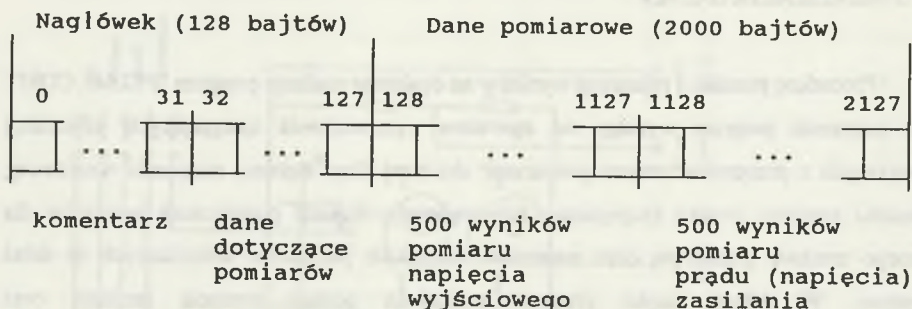 Nagłówek (128 bajtów) Dane pomiarowe (2000 bajtów)
0 31 32 127 128 1127 1128 2127
... ... ... ...
komentarz dane 500 wyników 500 wyników
dotyczące pomiaru pomiaru
pomiarów napięcia prądu (napięcia)
wyjściowego zasilania